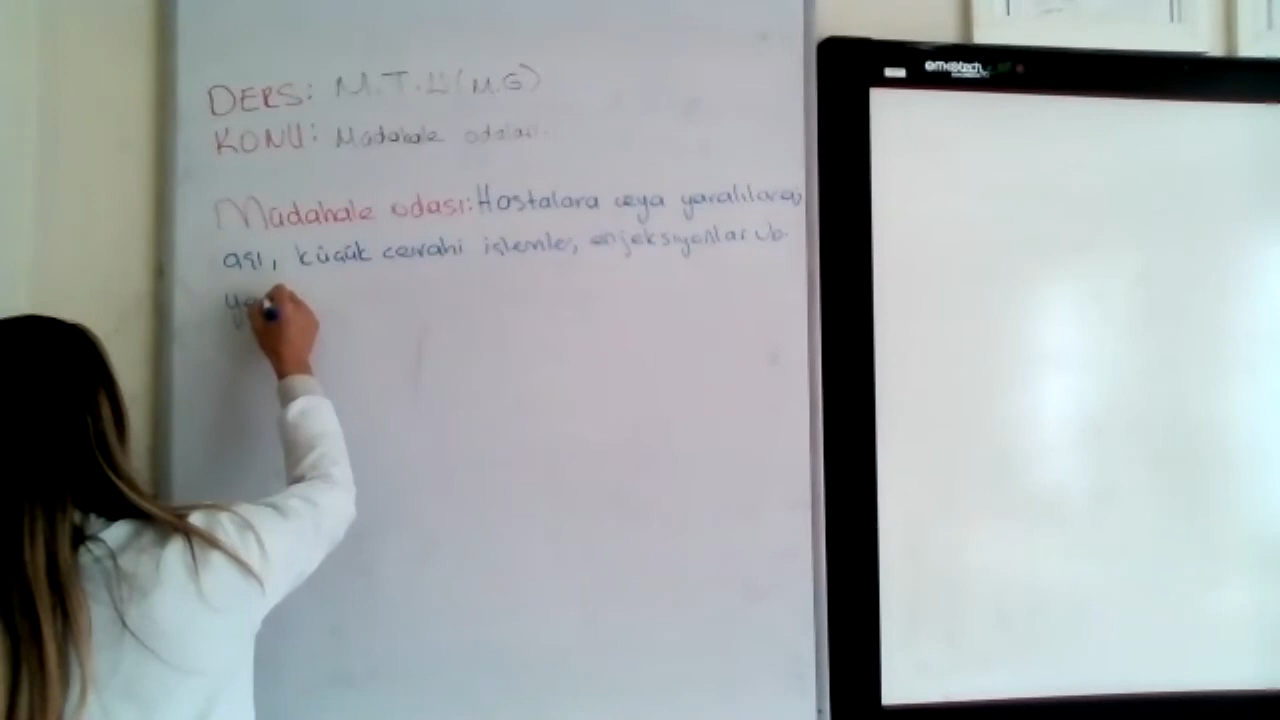 DERS: M.T.U(M.G)
KONU: Müdahale odaları
Müdahale odası: Hastalara veya yaralılara,
aşı, küçük cerrahi işlemler, enjeksiyonlar vb.